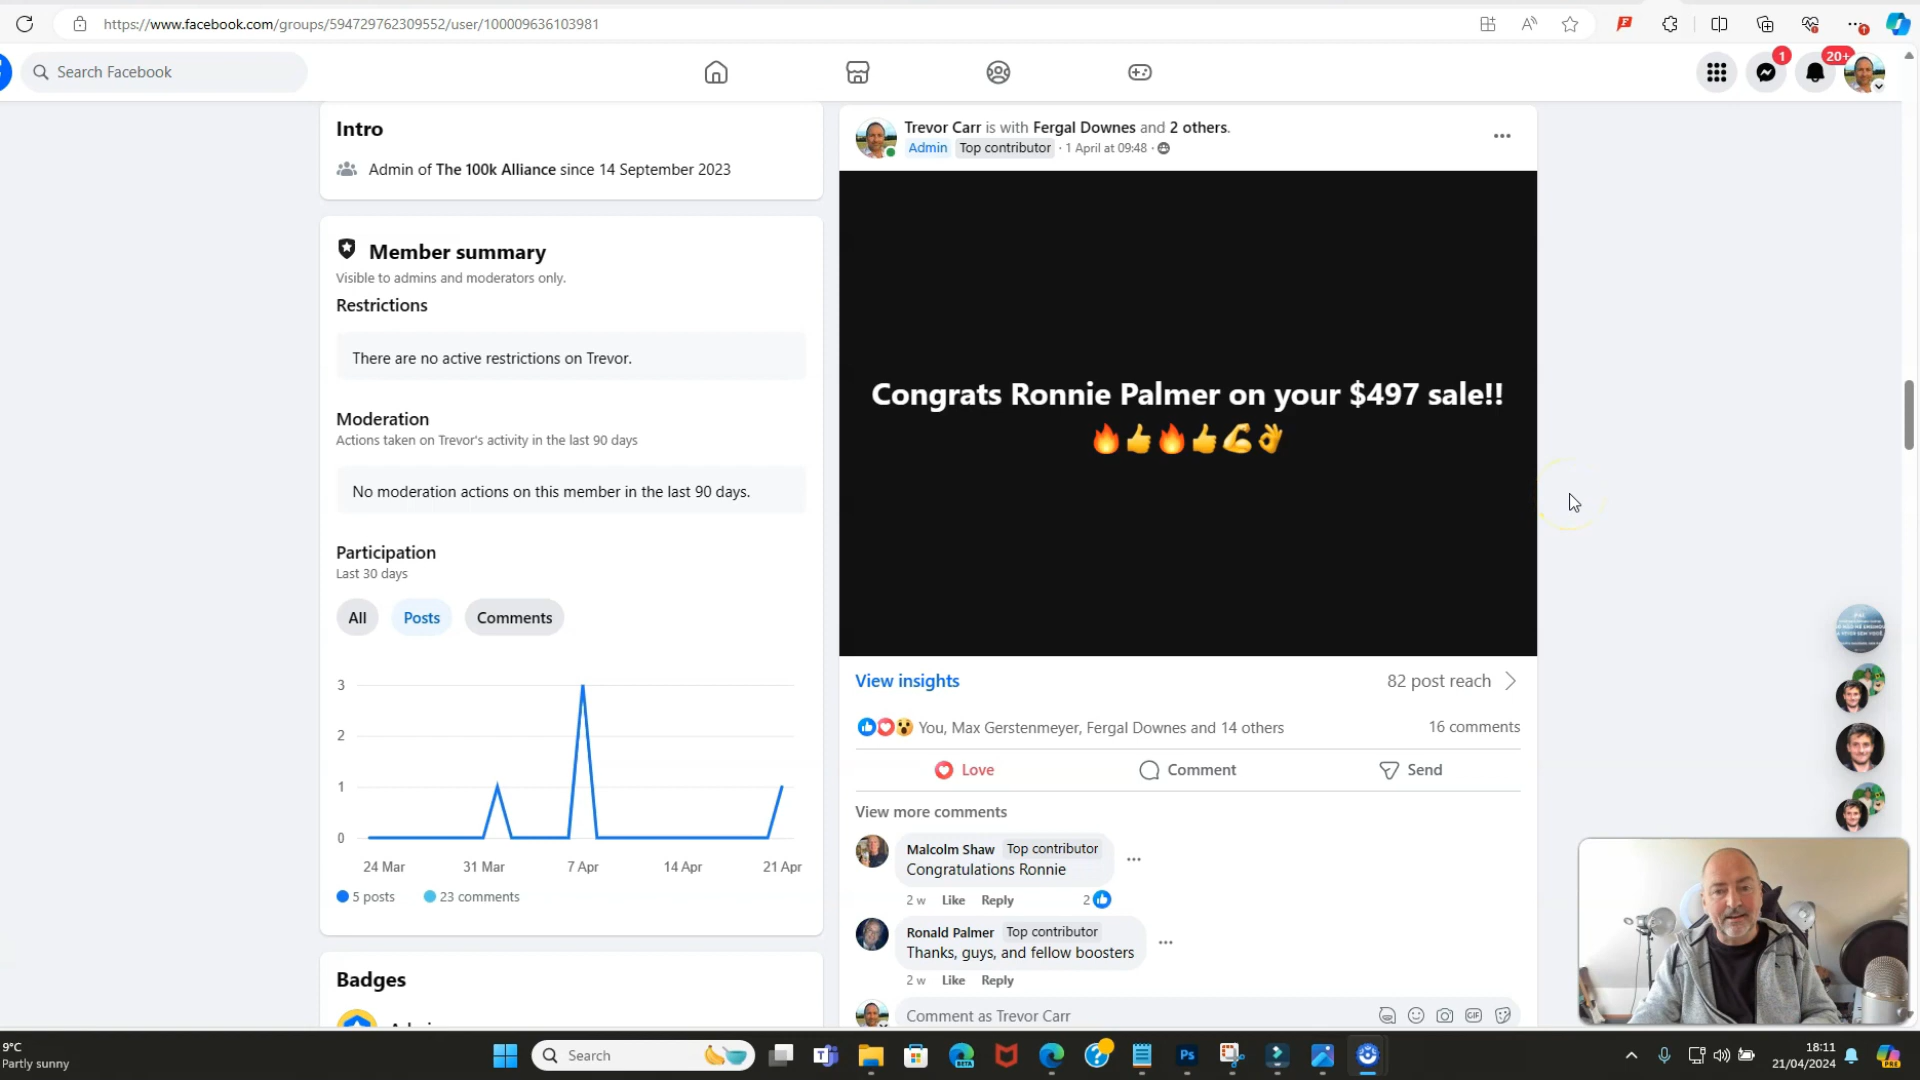 https://www.facebook.com/groups/594729762309552/user/100009636103981
Search Facebook
1
20+
Intro
Admin of The 100k Alliance since 14 September 2023
Member summary
Visible to admins and moderators only.
Restrictions
There are no active restrictions on Trevor.
Moderation
Actions taken on Trevor's activity in the last 90 days
No moderation actions on this member in the last 90 days.
Participation
Last 30 days
All Posts Comments
3
2
1
0
24 Mar 31 Mar 7 Apr 14 Apr 21 Apr
5 posts 23 comments
Badges
Trevor Carr is with Fergal Downes and 2 others.
Admin Top contributor · 1 April at 09:48 ·
Congrats Ronnie Palmer on your $497 sale!!
🔥👍🔥👍💪👌
View insights 82 post reach
You, Max Gerstenmeyer, Fergal Downes and 14 others 16 comments
Love Comment Send
View more comments
Malcolm Shaw Top contributor
Congratulations Ronnie
2 w Like Reply 2
Ronald Palmer Top contributor
Thanks, guys, and fellow boosters
2 w Like Reply
Comment as Trevor Carr
9°C
Partly sunny
Search
BETA
Ps
18:11
21/04/2024
PRE